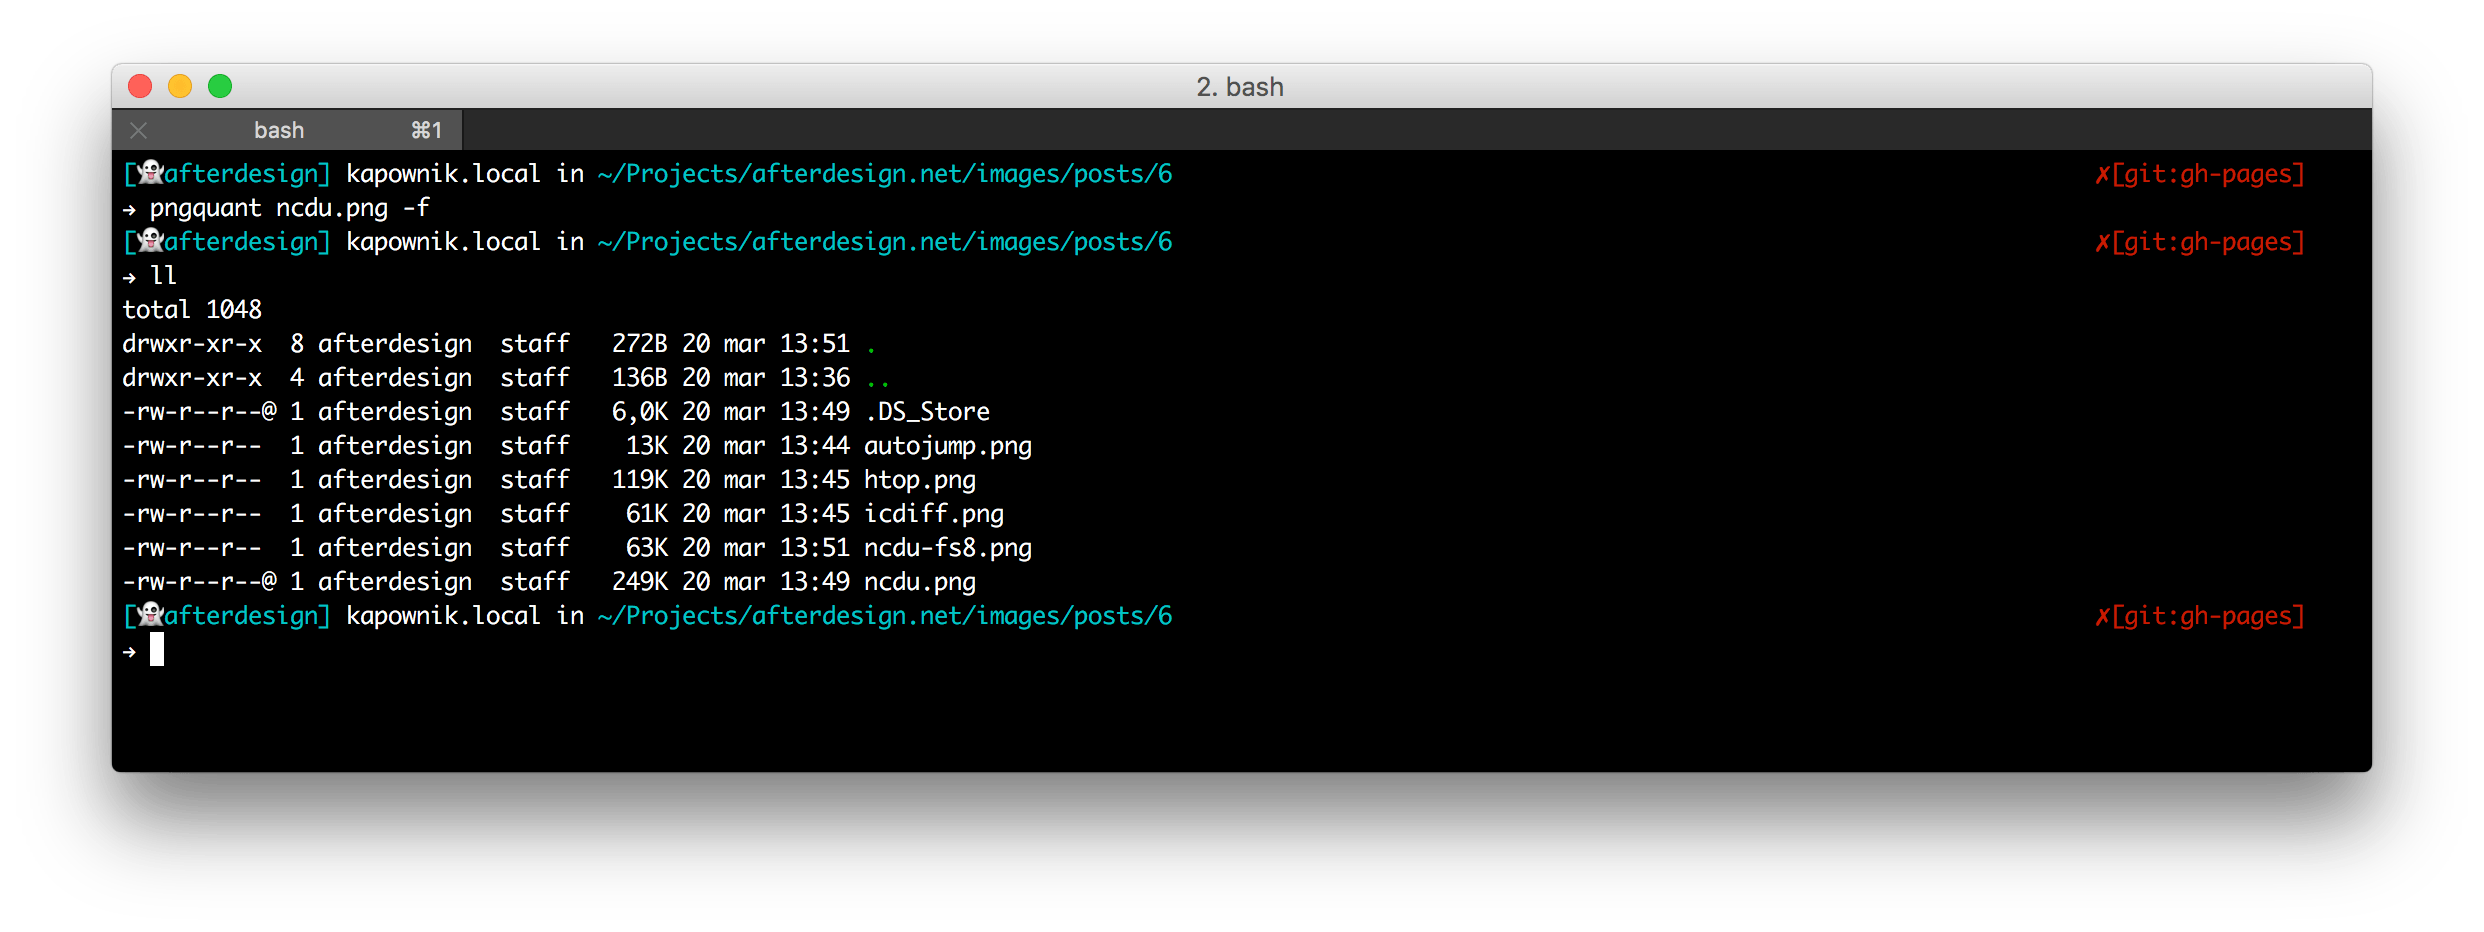 2. bash
bash ⌘1
[👻afterdesign] kapownik.local in ~/Projects/afterdesign.net/images/posts/6 ✗[git:gh-pages]
→ pngquant ncdu.png -f
[👻afterdesign] kapownik.local in ~/Projects/afterdesign.net/images/posts/6 ✗[git:gh-pages]
→ ll
total 1048
drwxr-xr-x  8 afterdesign  staff   272B 20 mar 13:51 .
drwxr-xr-x  4 afterdesign  staff   136B 20 mar 13:36 ..
-rw-r--r--@ 1 afterdesign  staff   6,0K 20 mar 13:49 .DS_Store
-rw-r--r--  1 afterdesign  staff    13K 20 mar 13:44 autojump.png
-rw-r--r--  1 afterdesign  staff   119K 20 mar 13:45 htop.png
-rw-r--r--  1 afterdesign  staff    61K 20 mar 13:45 icdiff.png
-rw-r--r--  1 afterdesign  staff    63K 20 mar 13:51 ncdu-fs8.png
-rw-r--r--@ 1 afterdesign  staff   249K 20 mar 13:49 ncdu.png
[👻afterdesign] kapownik.local in ~/Projects/afterdesign.net/images/posts/6 ✗[git:gh-pages]
→